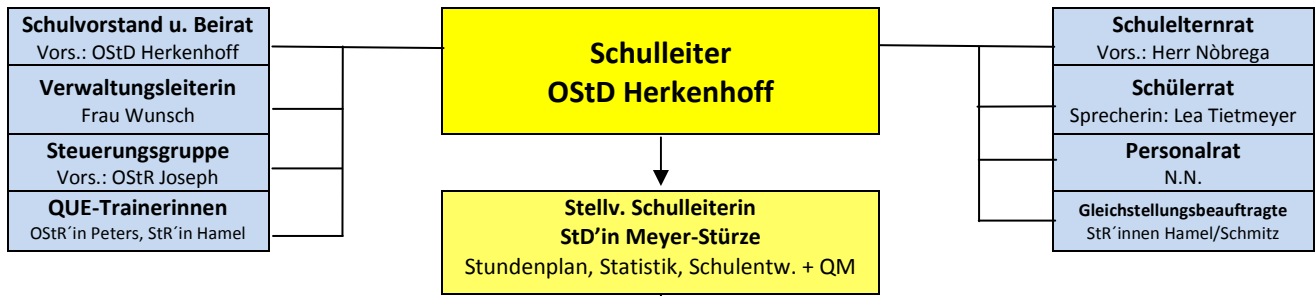 Schulvorstand u. Beirat
Vors.: OStD Herkenhoff
Verwaltungsleiterin
Frau Wunsch
Steuerungsgruppe
Vors.: OStR Joseph
QUE-Trainerinnen
OStR´in Peters, StR´in Hamel
Schulleiter
OStD Herkenhoff
Stellv. Schulleiterin
StD’in Meyer-Stürze
Stundenplan, Statistik, Schulentw. + QM
Schulelternrat
Vors.: Herr Nòbrega
Schülerrat
Sprecherin: Lea Tietmeyer
Personalrat
N.N.
Gleichstellungsbeauftragte
StR´innen Hamel/Schmitz